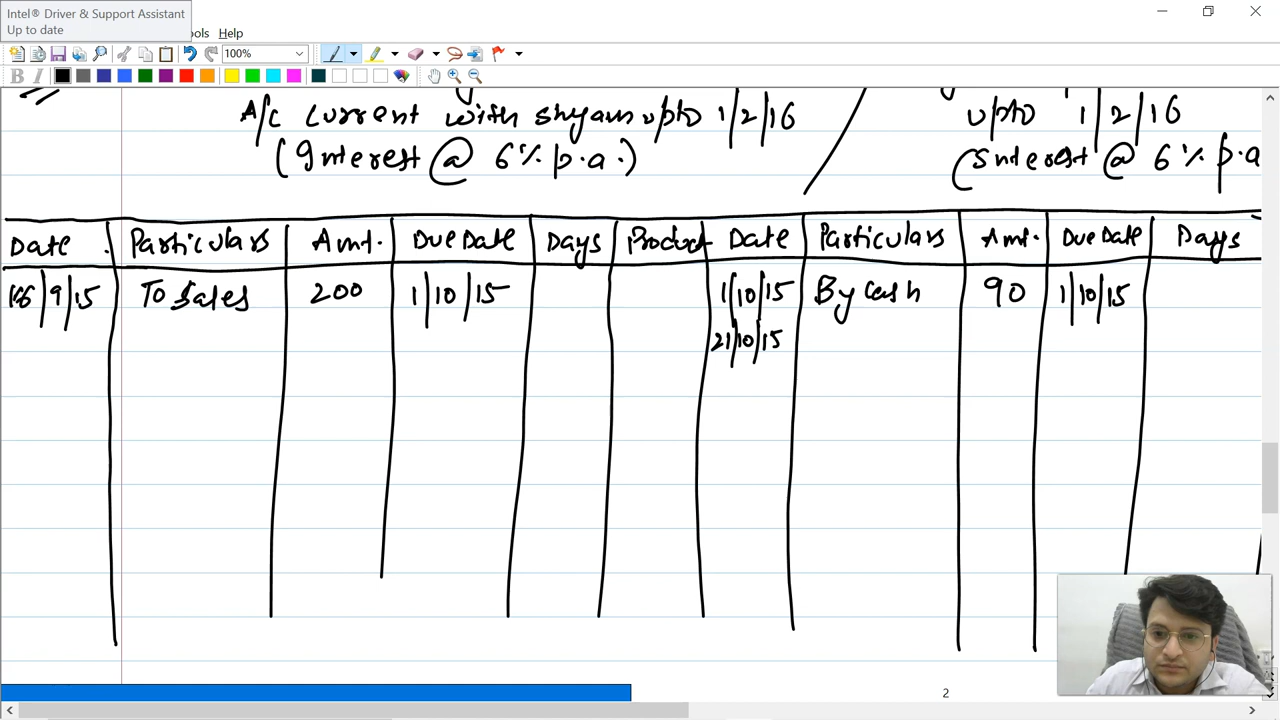 Intel® Driver & Support Assistant
Up to date
ools Help
100%
B I
A/c current with Shyam upto 1/2/16
upto 1/2/16
(Interest @ 6% p.a.)
(Interest @ 6% p.a
Date Particulars Amt. Due Date Days Product Date Particulars Amt. Due Date Days
16/9/15 To Sales 200 1/10/15 1/10/15 By Cash 90 1/10/15
21/10/15
2